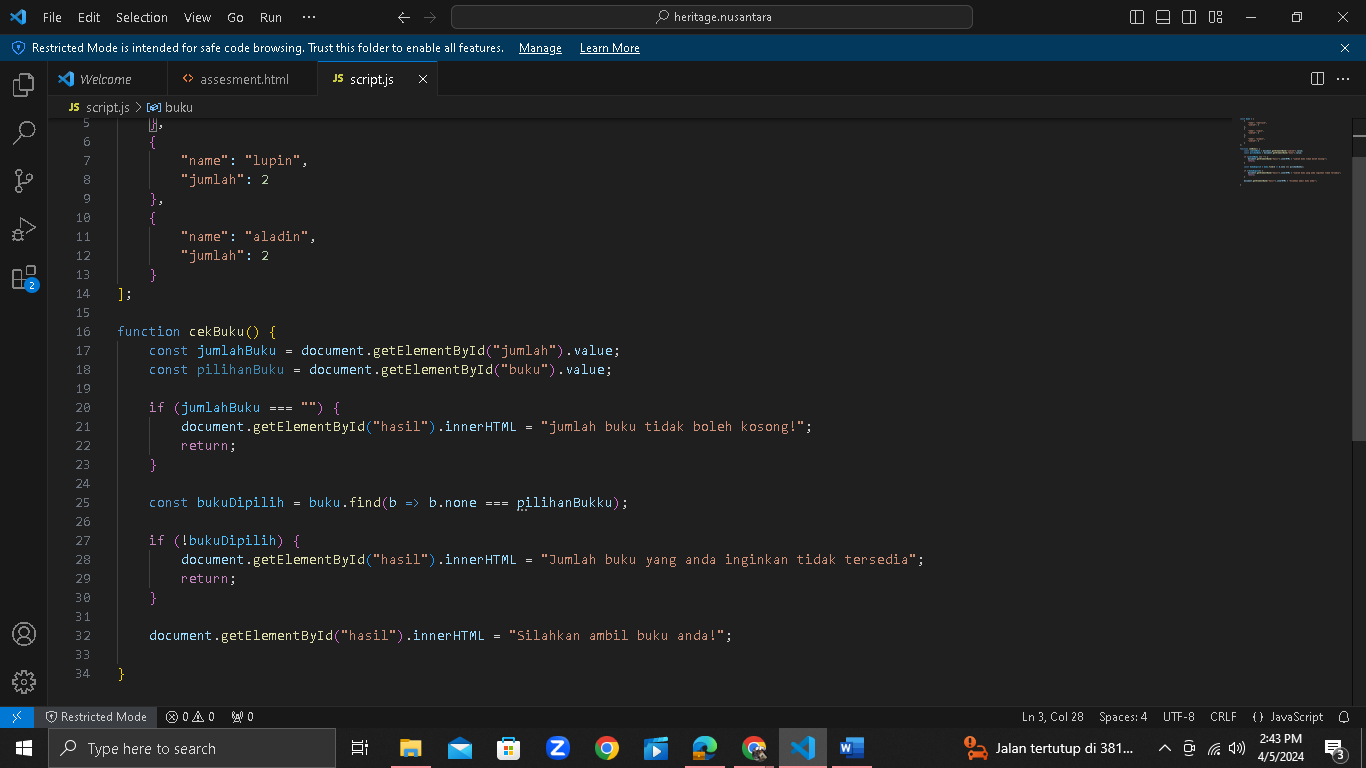 File Edit Selection View Go Run ··· heritage.nusantara
Restricted Mode is intended for safe code browsing. Trust this folder to enable all features. Manage Learn More
Welcome assesment.html JS script.js
JS script.js > buku
5 },
6 {
7 "name": "lupin",
8 "jumlah": 2
9 },
10 {
11 "name": "aladin",
12 "jumlah": 2
13 }
14 ];
15
16 function cekBuku() {
17 const jumlahBuku = document.getElementById("jumlah").value;
18 const pilihanBuku = document.getElementById("buku").value;
19
20 if (jumlahBuku === "") {
21 document.getElementById("hasil").innerHTML = "jumlah buku tidak boleh kosong!";
22 return;
23 }
24
25 const bukuDipilih = buku.find(b => b.none === pilihanBukku);
26
27 if (!bukuDipilih) {
28 document.getElementById("hasil").innerHTML = "Jumlah buku yang anda inginkan tidak tersedia";
29 return;
30 }
31
32 document.getElementById("hasil").innerHTML = "Silahkan ambil buku anda!";
33
34 }
2
Restricted Mode 0 0 0 Ln 3, Col 28 Spaces: 4 UTF-8 CRLF {} JavaScript
Type here to search Jalan tertutup di 381... 2:43 PM
4/5/2024 3